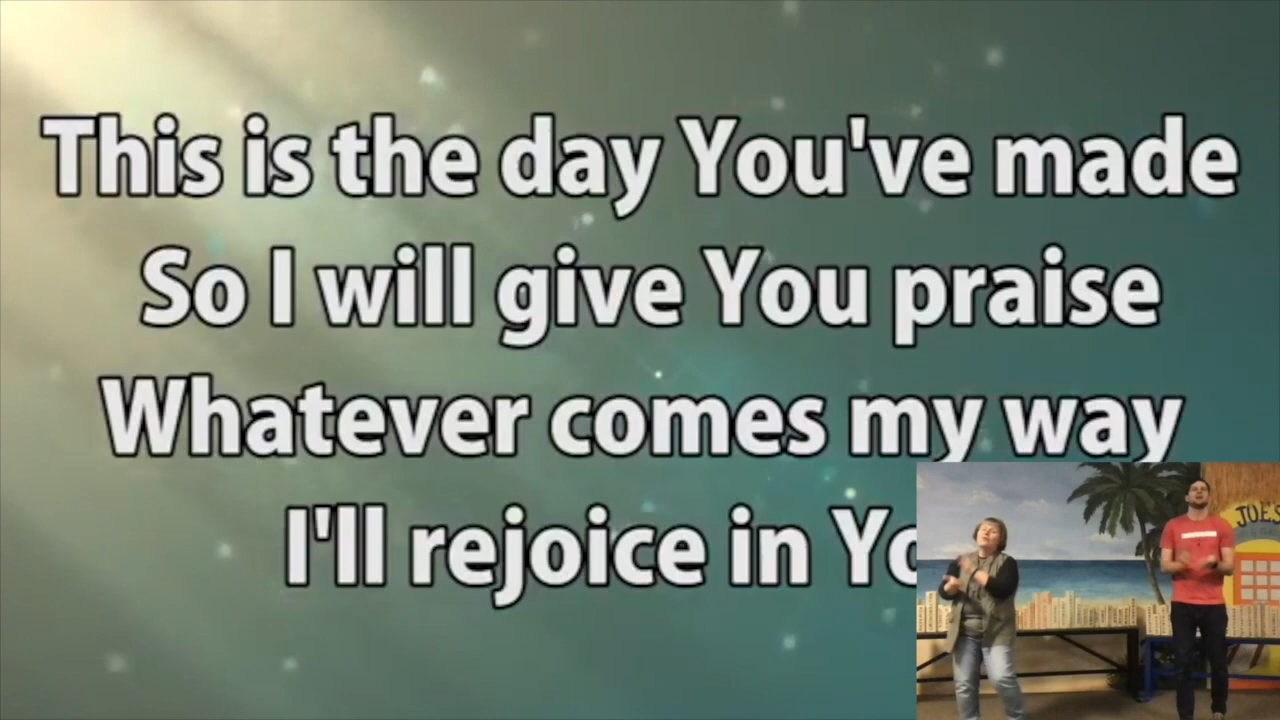 This is the day You've made
So I will give You praise
Whatever comes my way
I'll rejoice in
JOE'S